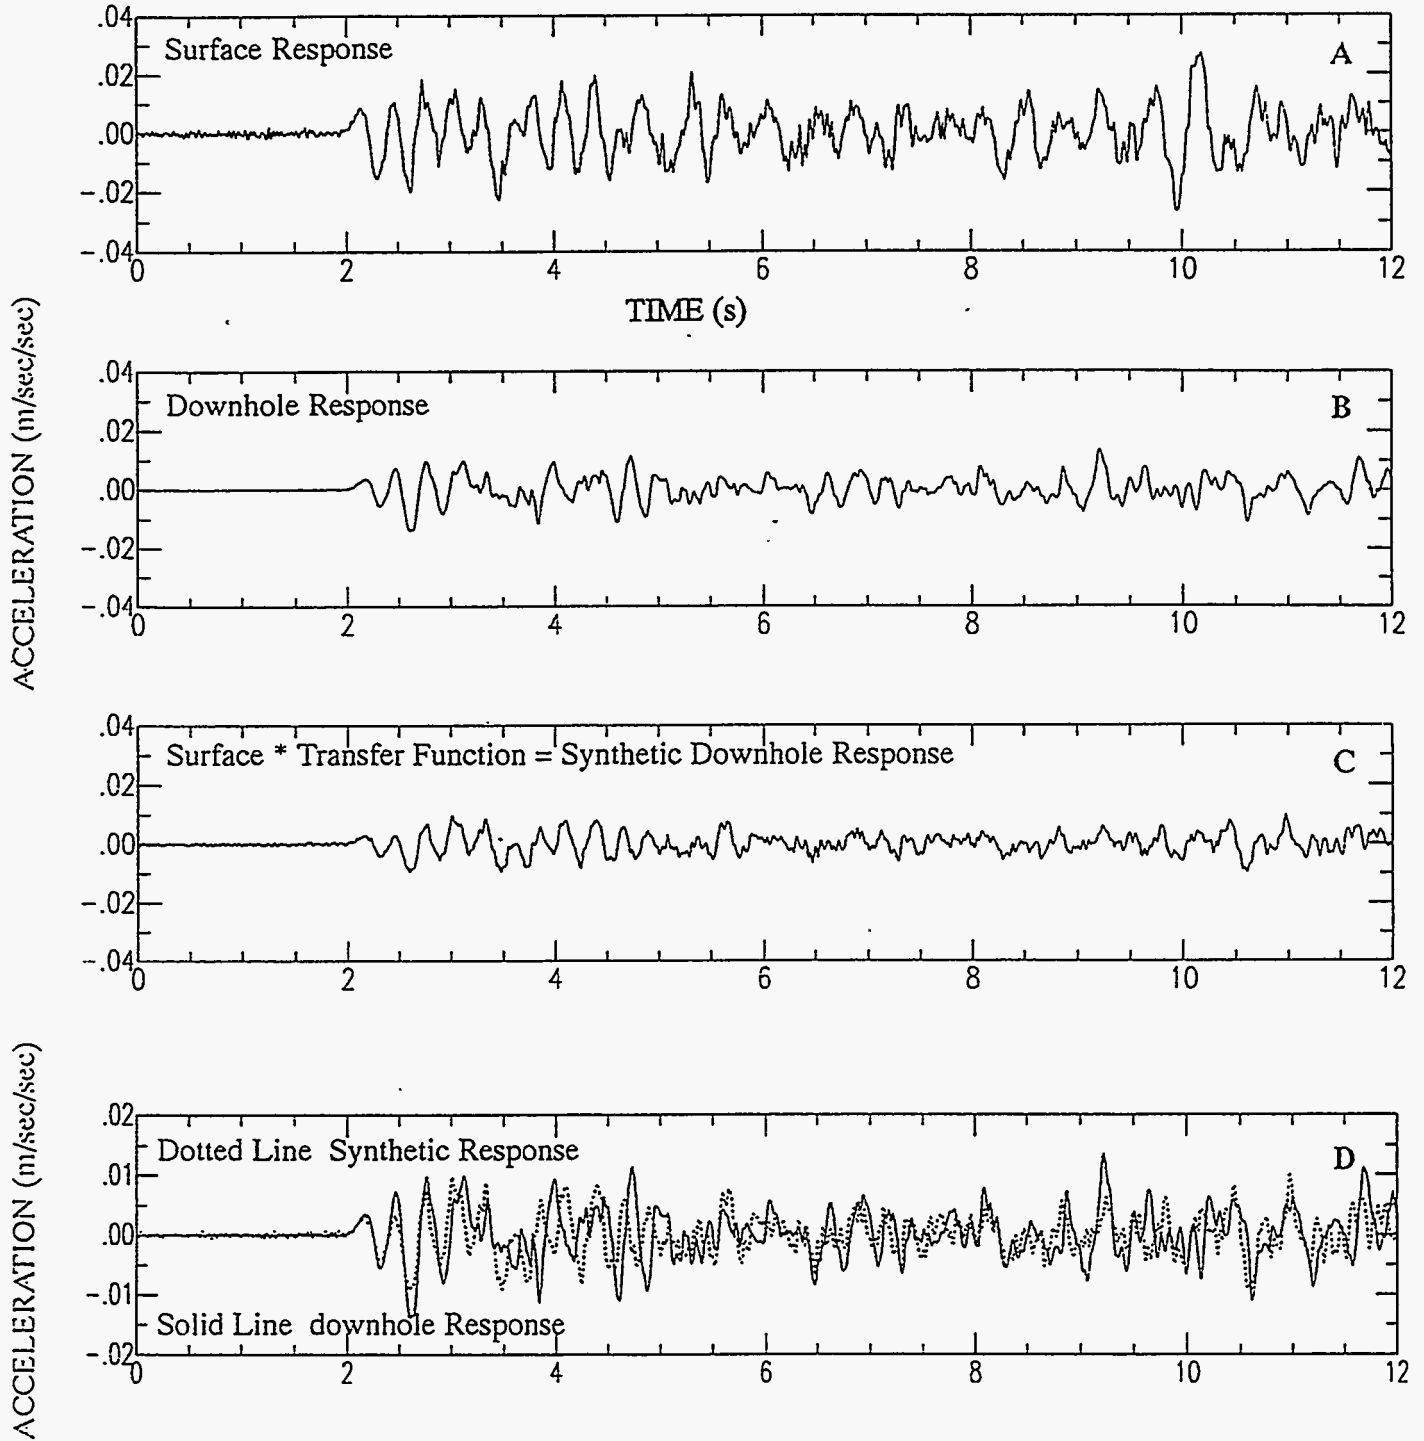 .04
Surface Response A
.02
.00
-.02
-.04
0 2 4 6 8 10 12
TIME (s)
ACCELERATION (m/sec/sec)
.04
Downhole Response B
.02
.00
-.02
-.04
0 2 4 6 8 10 12
.04
Surface * Transfer Function = Synthetic Downhole Response C
.02
.00
-.02
-.04
0 2 4 6 8 10 12
ACCELERATION (m/sec/sec)
.02
Dotted Line Synthetic Response D
.01
.00
-.01
Solid Line downhole Response
-.02
0 2 4 6 8 10 12